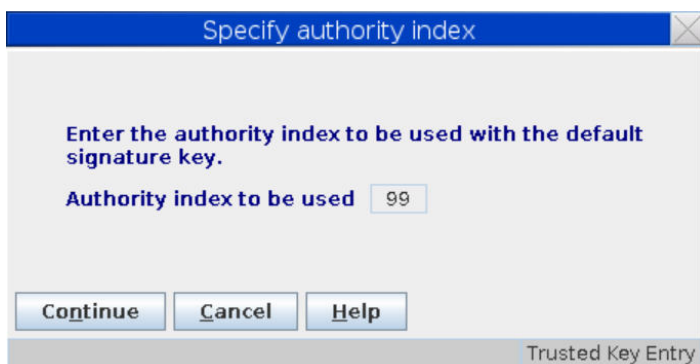 Specify authority index
Enter the authority index to be used with the default
signature key.
Authority index to be used 99
Continue Cancel Help
Trusted Key Entry